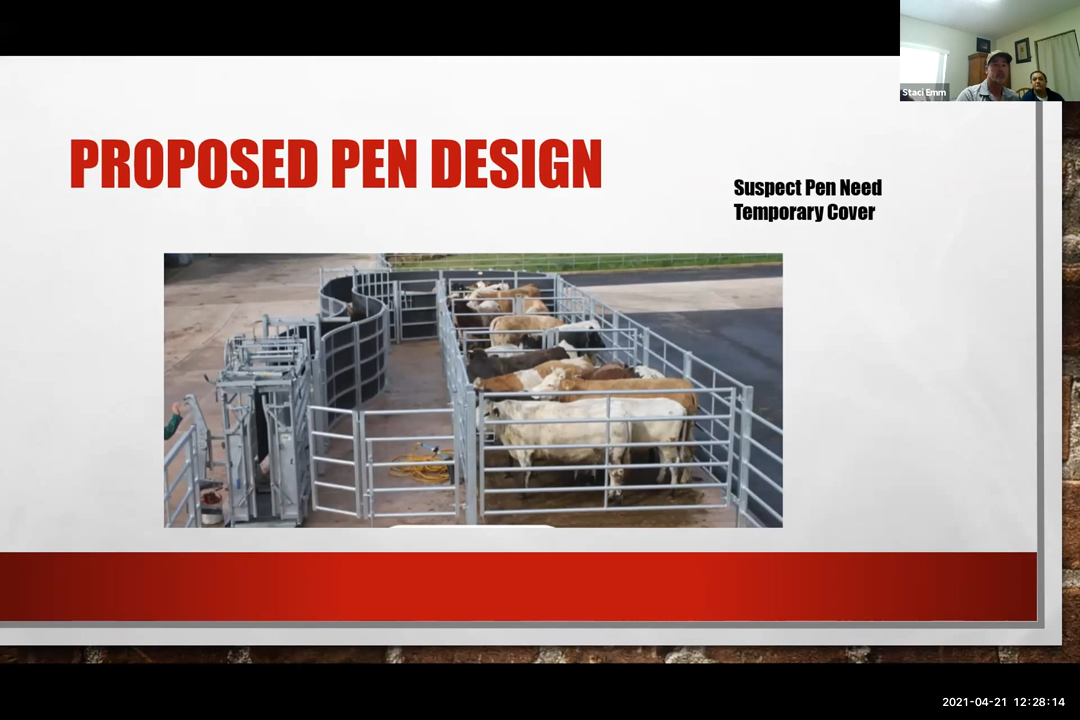 Staci Emm
PROPOSED PEN DESIGN
Suspect Pen Need
Temporary Cover
2021-04-21 12:28:14